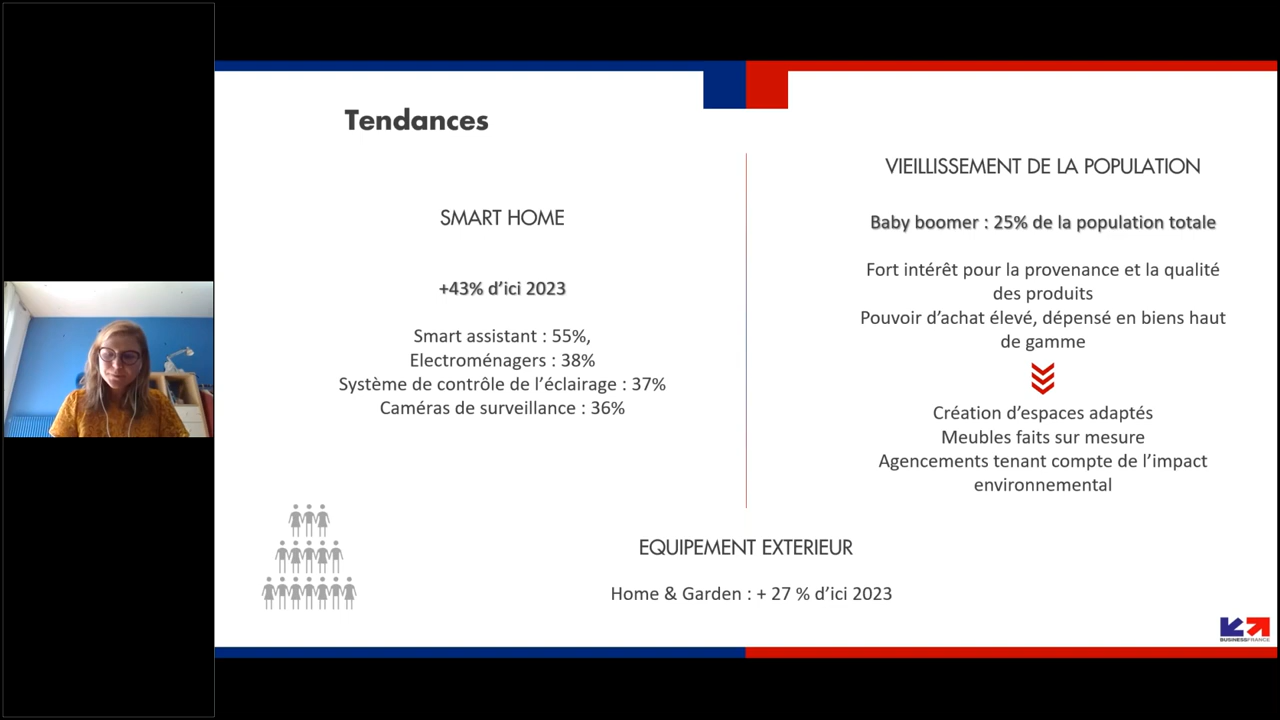 Tendances
SMART HOME
+43% d’ici 2023
Smart assistant : 55%,
Electroménagers : 38%
Système de contrôle de l’éclairage : 37%
Caméras de surveillance : 36%
VIEILLISSEMENT DE LA POPULATION
Baby boomer : 25% de la population totale
Fort intérêt pour la provenance et la qualité
des produits
Pouvoir d’achat élevé, dépensé en biens haut
de gamme
Création d’espaces adaptés
Meubles faits sur mesure
Agencements tenant compte de l’impact
environnemental
EQUIPEMENT EXTERIEUR
Home & Garden : + 27 % d’ici 2023
BUSINESSFRANCE